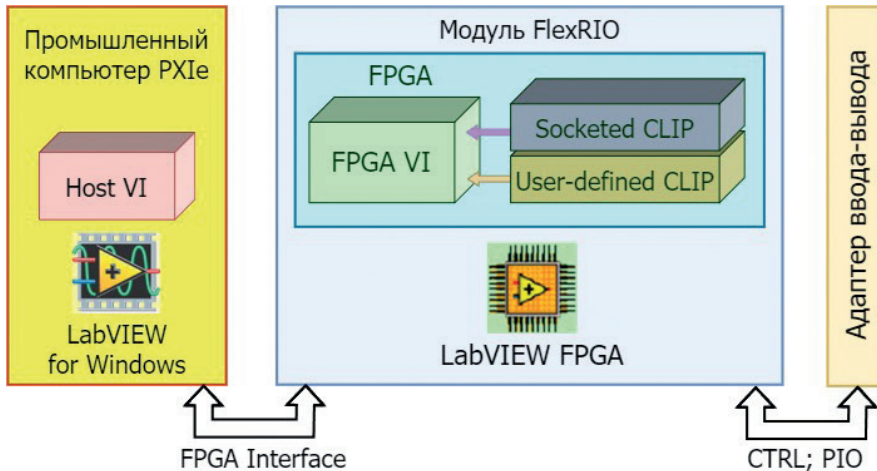 Промышленный
компьютер PXIe
Host VI
LabVIEW
for Windows
Модуль FlexRIO
FPGA
FPGA VI
Socketed CLIP
User-defined CLIP
LabVIEW FPGA
Адаптер ввода-вывода
FPGA Interface
CTRL; PIO